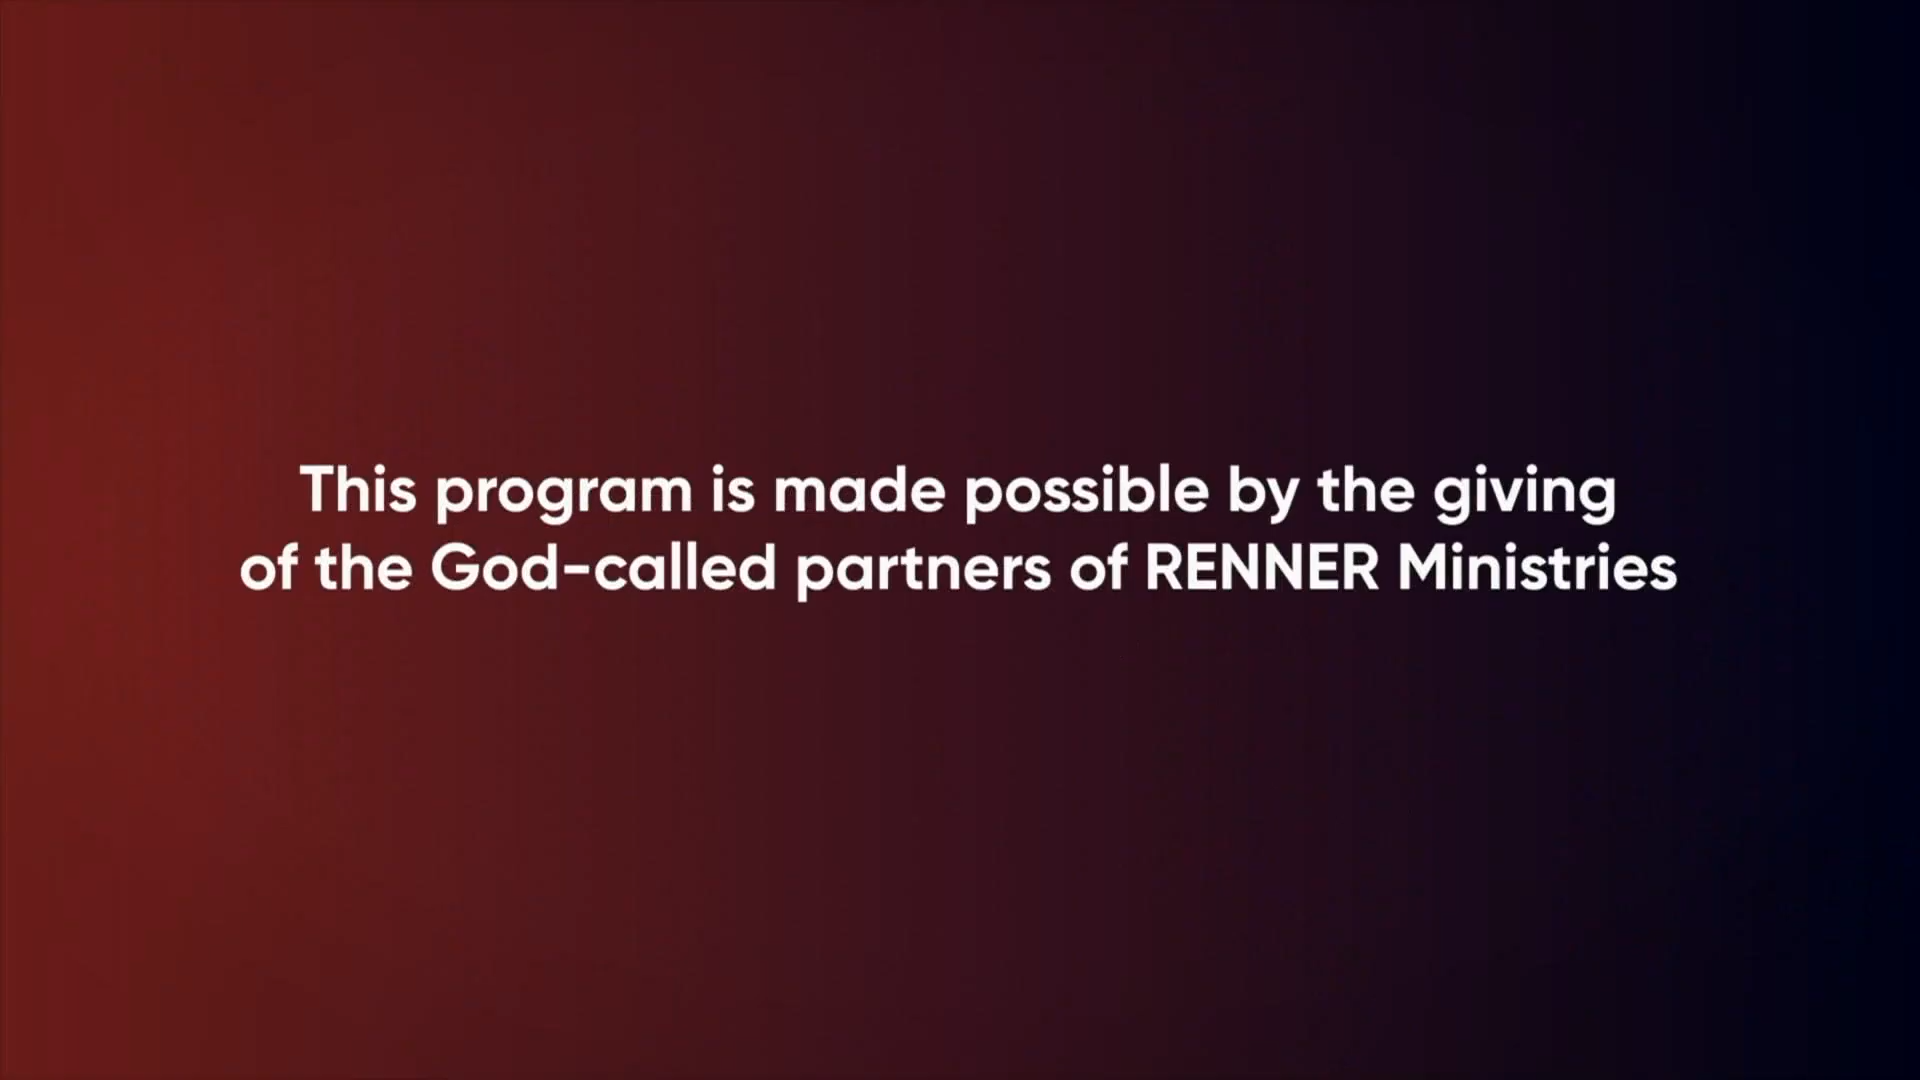 This program is made possible by the giving
of the God-called partners of RENNER Ministries